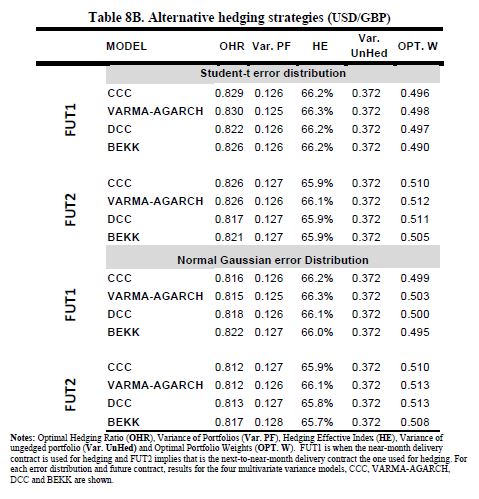 Table 8B. Alternative hedging strategies (USD/GBP)
MODEL OHR Var. PF HE Var. UnHed OPT. W
Student-t error distribution
FUT1
CCC 0.829 0.126 66.2% 0.372 0.496
VARMA-AGARCH 0.830 0.125 66.3% 0.372 0.498
DCC 0.822 0.126 66.2% 0.372 0.497
BEKK 0.826 0.126 66.2% 0.372 0.490
FUT2
CCC 0.826 0.127 65.9% 0.372 0.510
VARMA-AGARCH 0.826 0.126 66.1% 0.372 0.512
DCC 0.817 0.127 65.9% 0.372 0.511
BEKK 0.821 0.127 65.9% 0.372 0.505
Normal Gaussian error Distribution
FUT1
CCC 0.816 0.126 66.2% 0.372 0.499
VARMA-AGARCH 0.815 0.125 66.3% 0.372 0.503
DCC 0.818 0.126 66.1% 0.372 0.500
BEKK 0.822 0.127 66.0% 0.372 0.495
FUT2
CCC 0.812 0.127 65.9% 0.372 0.510
VARMA-AGARCH 0.812 0.126 66.1% 0.372 0.513
DCC 0.813 0.127 65.8% 0.372 0.513
BEKK 0.817 0.128 65.7% 0.372 0.508
Notes: Optimal Hedging Ratio (OHR), Variance of Portfolios (Var. PF), Hedging Effective Index (HE), Variance of
ungedged portfolio (Var. UnHed) and Optimal Portfolio Weights (OPT. W). FUT1 is when the near-month delivery
contract is used for hedging and FUT2 implies that is the next-to-near-month delivery contract the one used for hedging. For
each error distribution and future contract, results for the four multivariate variance models, CCC, VARMA-AGARCH,
DCC and BEKK are shown.